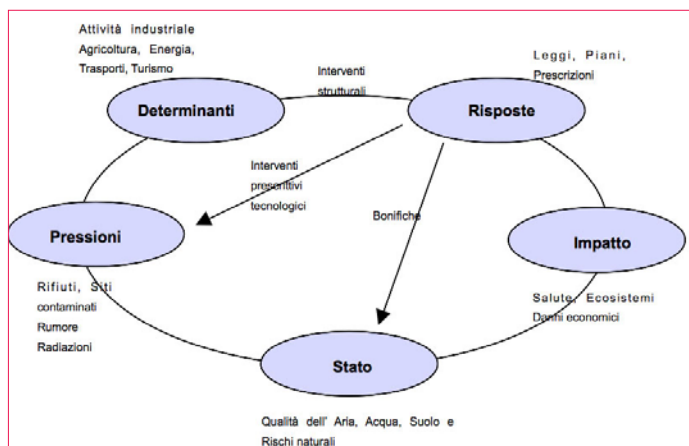 Attività industriale
Agricoltura, Energia,
Trasporti, Turismo
Interventi
strutturali
Leggi, Piani,
Prescrizioni
Determinanti
Risposte
Interventi
prescrittivi
tecnologici
Bonifiche
Pressioni
Impatto
Rifiuti, Siti
contaminati
Rumore
Radiazioni
Salute, Ecosistemi
Danni economici
Stato
Qualità dell' Aria, Acqua, Suolo e
Rischi naturali